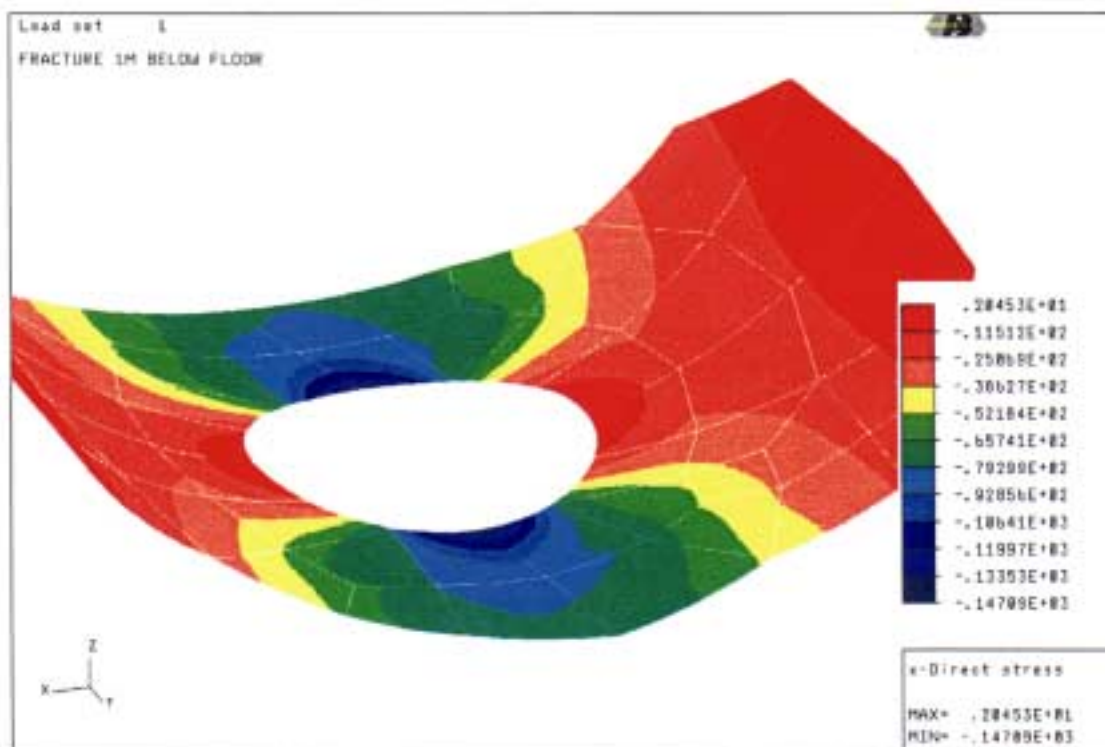 Load set 1
FRACTURE 1M BELOW FLOOR
.20453E+01
-.11512E+02
-.25069E+02
-.38627E+02
-.52184E+02
-.65741E+02
-.79299E+02
-.92856E+02
-.10641E+03
-.11997E+03
-.13353E+03
-.14709E+03
Z
X
Y
x-Direct stress
MAX= .20453E+01
MIN= -.14709E+03